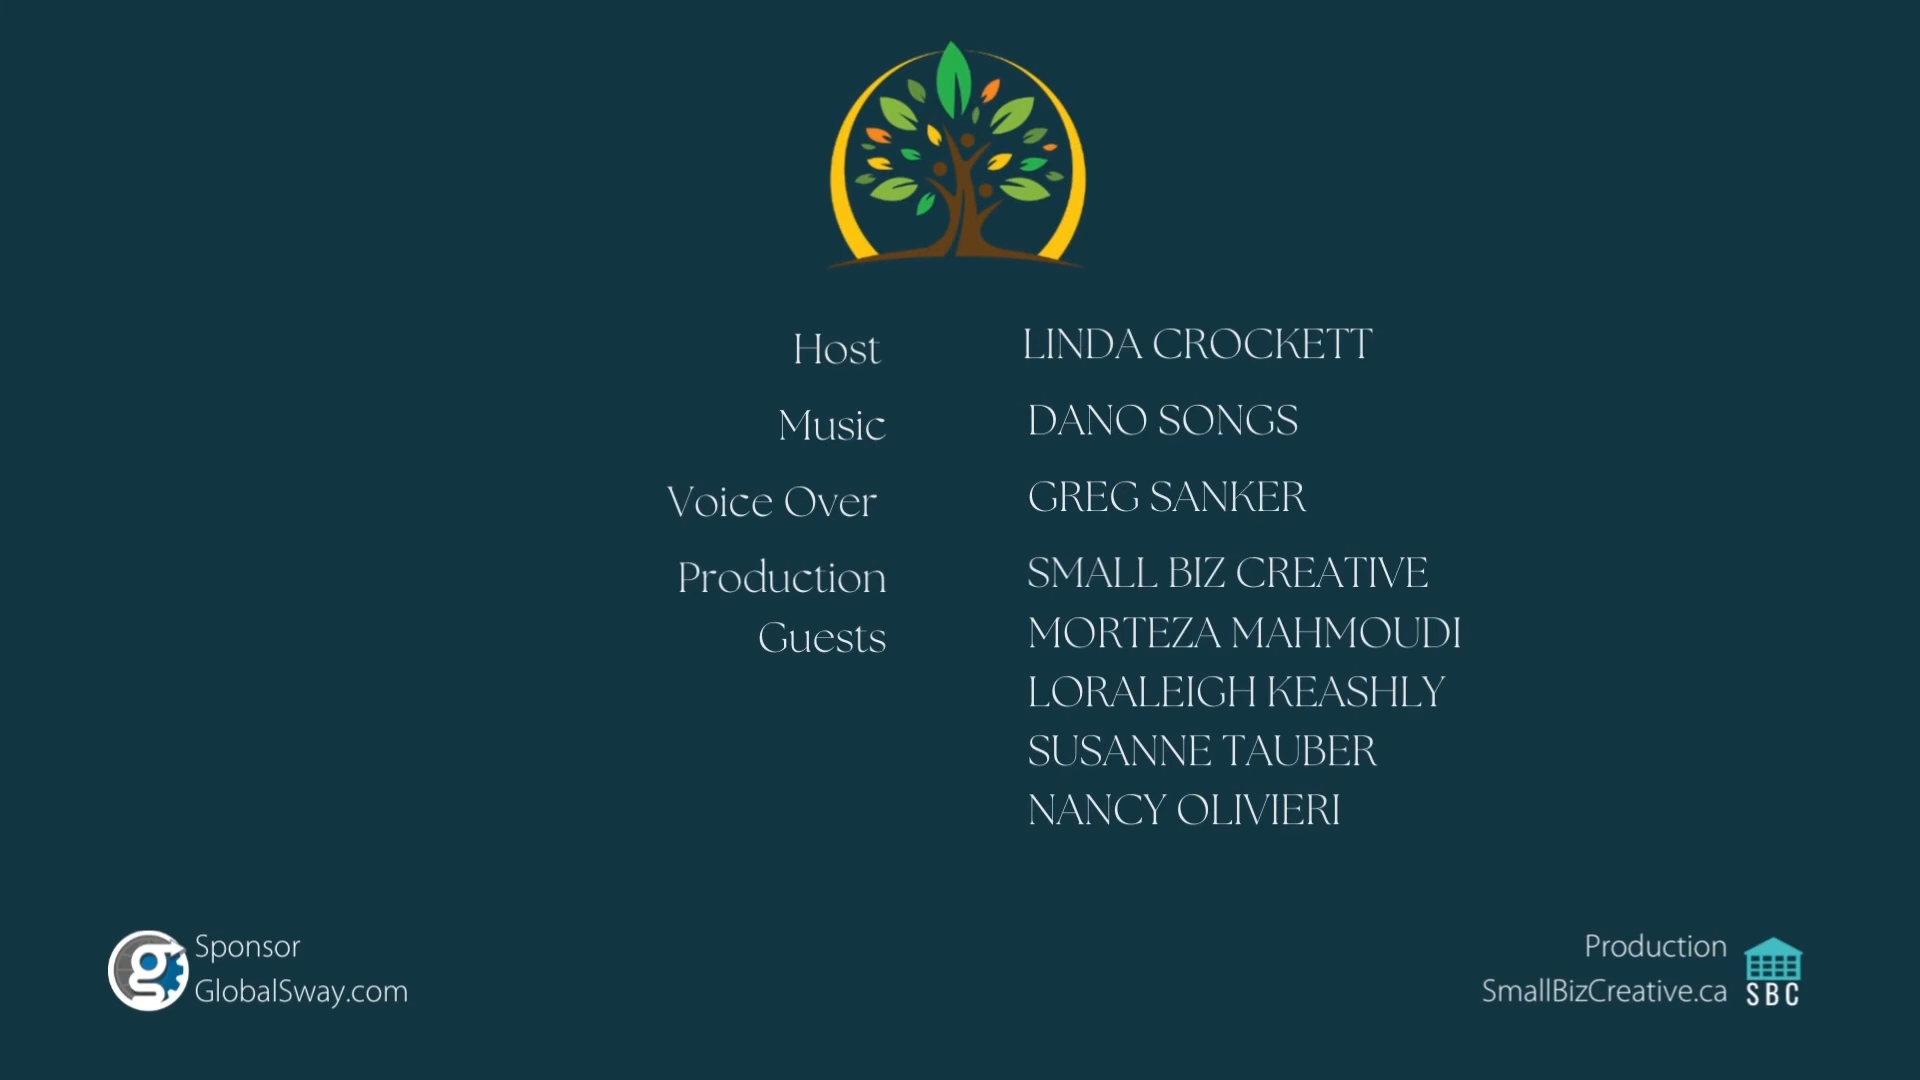 Host LINDA CROCKETT
Music DANO SONGS
Voice Over GREG SANKER
Production SMALL BIZ CREATIVE
Guests MORTEZA MAHMOUDI
LORALEIGH KEASHLY
SUSANNE TAUBER
NANCY OLIVIERI
Sponsor
GlobalSway.com
Production
SmallBizCreative.ca
SBC